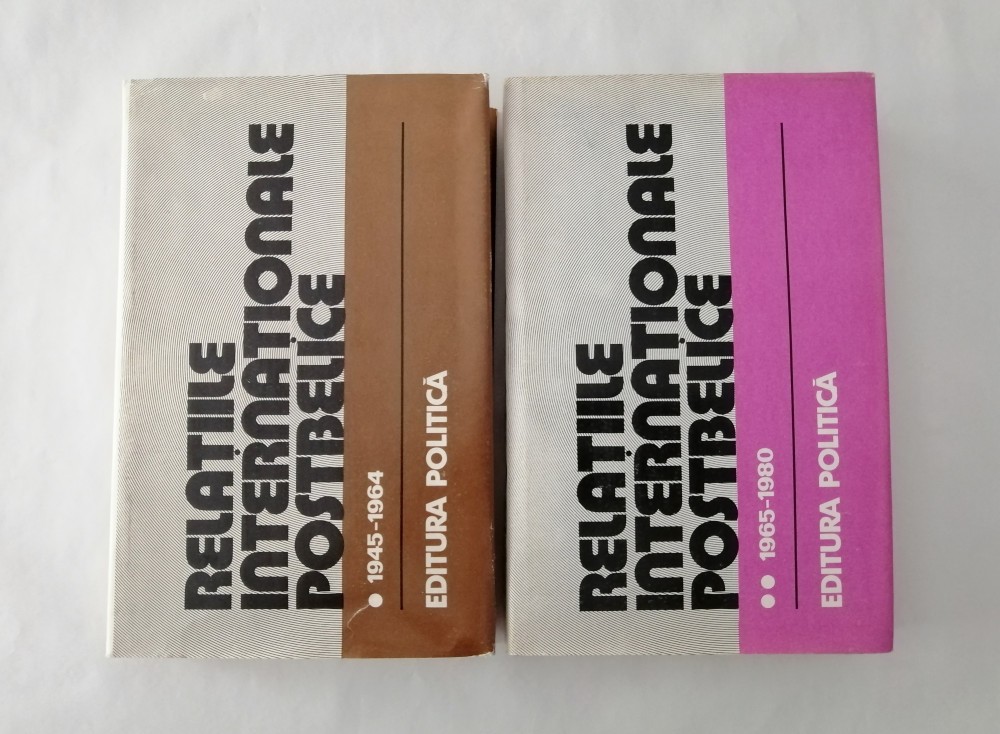 RELAȚIILE
INTERNAȚIONALE
POSTBELICE
● 1945-1964
EDITURA POLITICĂ
RELAȚIILE
INTERNAȚIONALE
POSTBELICE
●● 1965-1980
EDITURA POLITICĂ